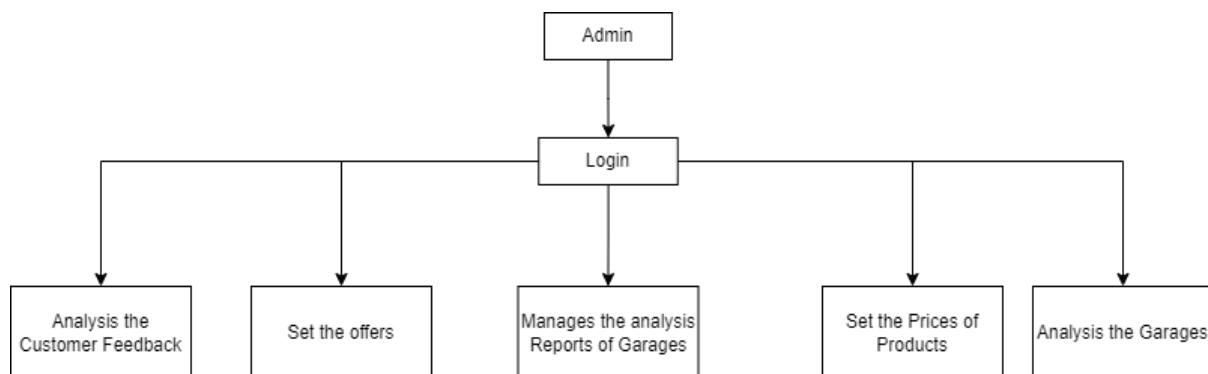 Admin
Login
Analysis the
Customer Feedback
Set the offers
Manages the analysis
Reports of Garages
Set the Prices of
Products
Analysis the Garages